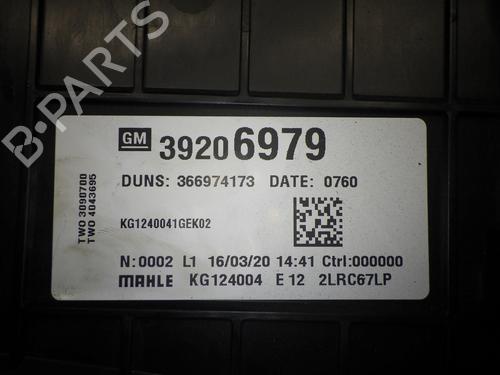 B-PARTS
GM 39206979
DUNS: 366974173 DATE: 0760
TWO 3090700
TWO 4043695
KG1240041GEK02
N:0002 L1 16/03/20 14:41 Ctrl:000000
MAHLE KG124004 E 12 2LRC67LP